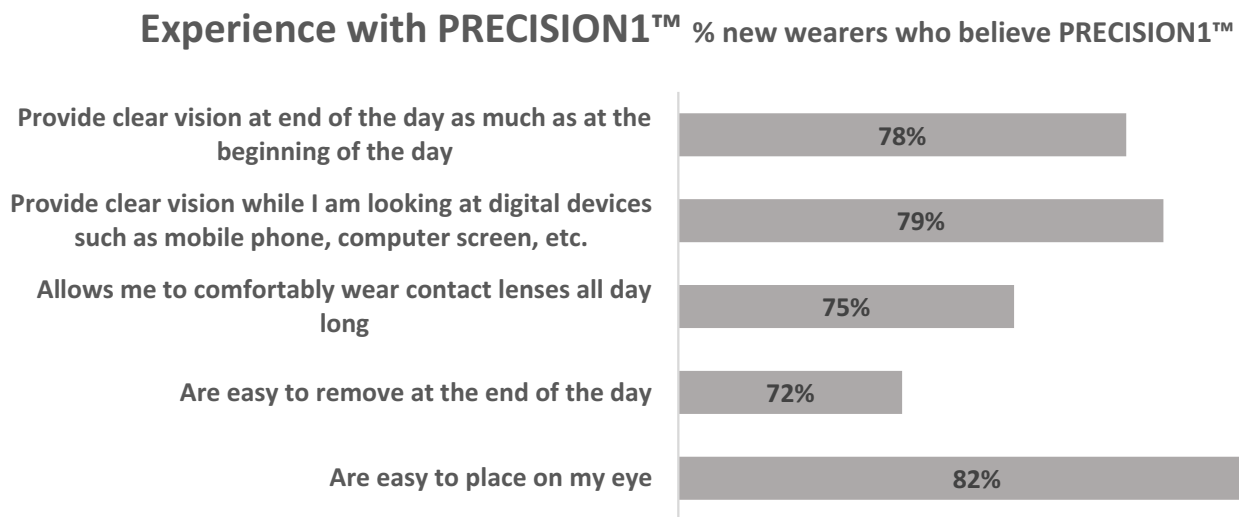 Experience with PRECISION1™ % new wearers who believe PRECISION1™
Provide clear vision at end of the day as much as at the
beginning of the day
78%
Provide clear vision while I am looking at digital devices
such as mobile phone, computer screen, etc.
79%
Allows me to comfortably wear contact lenses all day
long
75%
Are easy to remove at the end of the day
72%
Are easy to place on my eye
82%